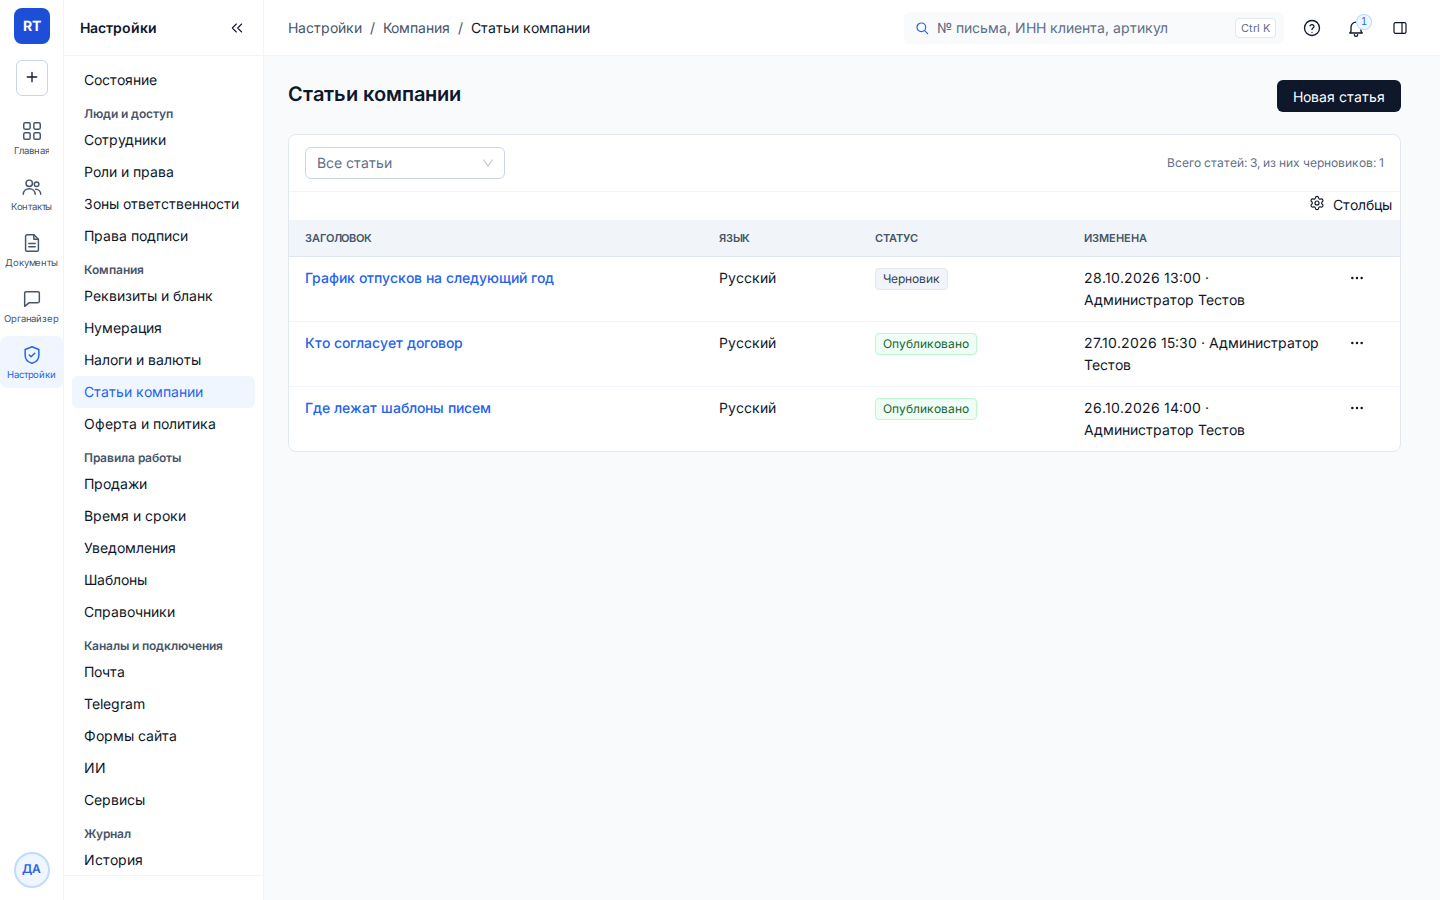 RT
Настройки
Настройки / Компания / Статьи компании
№ письма, ИНН клиента, артикул
Ctrl K
1
Главная
Контакты
Документы
Органайзер
Настройки
ДА
Состояние
Люди и доступ
Сотрудники
Роли и права
Зоны ответственности
Права подписи
Компания
Реквизиты и бланк
Нумерация
Налоги и валюты
Статьи компании
Оферта и политика
Правила работы
Продажи
Время и сроки
Уведомления
Шаблоны
Справочники
Каналы и подключения
Почта
Telegram
Формы сайта
ИИ
Сервисы
Журнал
История
Статьи компании
Новая статья
Все статьи
Всего статей: 3, из них черновиков: 1
Столбцы
ЗАГОЛОВОК ЯЗЫК СТАТУС ИЗМЕНЕНА
График отпусков на следующий год Русский Черновик 28.10.2026 13:00 ·
Администратор Тестов
Кто согласует договор Русский Опубликовано 27.10.2026 15:30 · Администратор
Тестов
Где лежат шаблоны писем Русский Опубликовано 26.10.2026 14:00 ·
Администратор Тестов